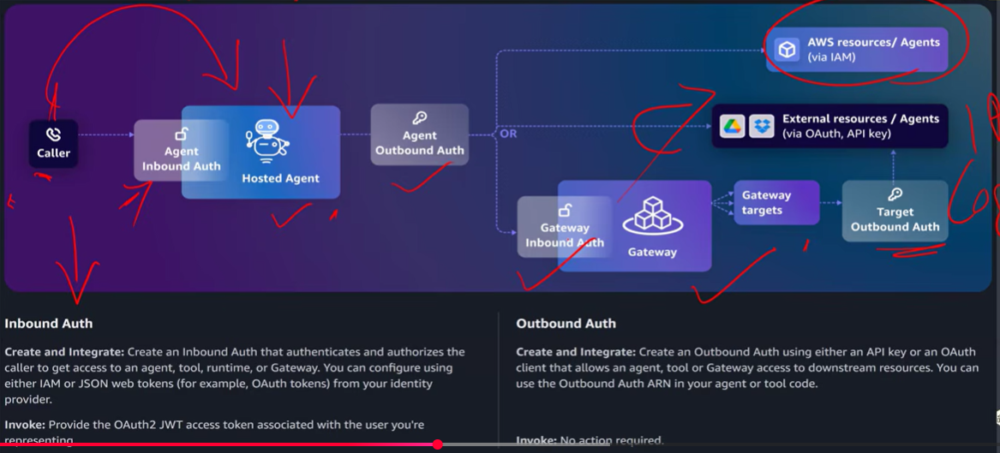 AWS resources/ Agents
(via IAM)
External resources / Agents
(via OAuth, API key)
Caller
Agent
Inbound Auth
Hosted Agent
Agent
Outbound Auth
OR
Gateway
Inbound Auth
Gateway
Gateway
targets
Target
Outbound Auth
Inbound Auth
Create and Integrate: Create an Inbound Auth that authenticates and authorizes the
caller to get access to an agent, tool, runtime, or Gateway. You can configure using
either IAM or JSON web tokens (for example, OAuth tokens) from your identity
provider.
Invoke: Provide the OAuth2 JWT access token associated with the user you're
representing
Outbound Auth
Create and Integrate: Create an Outbound Auth using either an API key or an OAuth
client that allows an agent, tool or Gateway access to downstream resources. You can
use the Outbound Auth ARN in your agent or tool code.
Invoke: No action required.